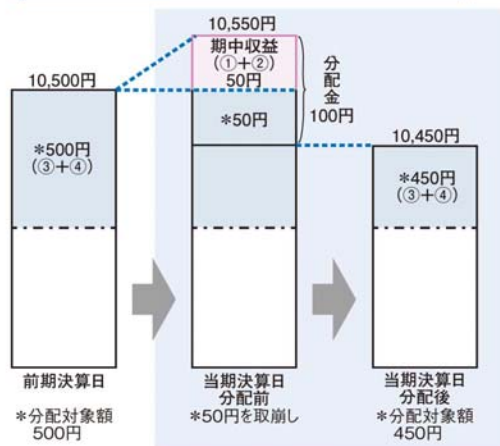 10,550円
期中収益
(①+②)
50円
分配金
100円
10,500円
*500円
(③+④)
*50円
10,450円
*450円
(③+④)
前期決算日
*分配対象額
500円
当期決算日
分配前
*50円を取崩し
当期決算日
分配後
*分配対象額
450円